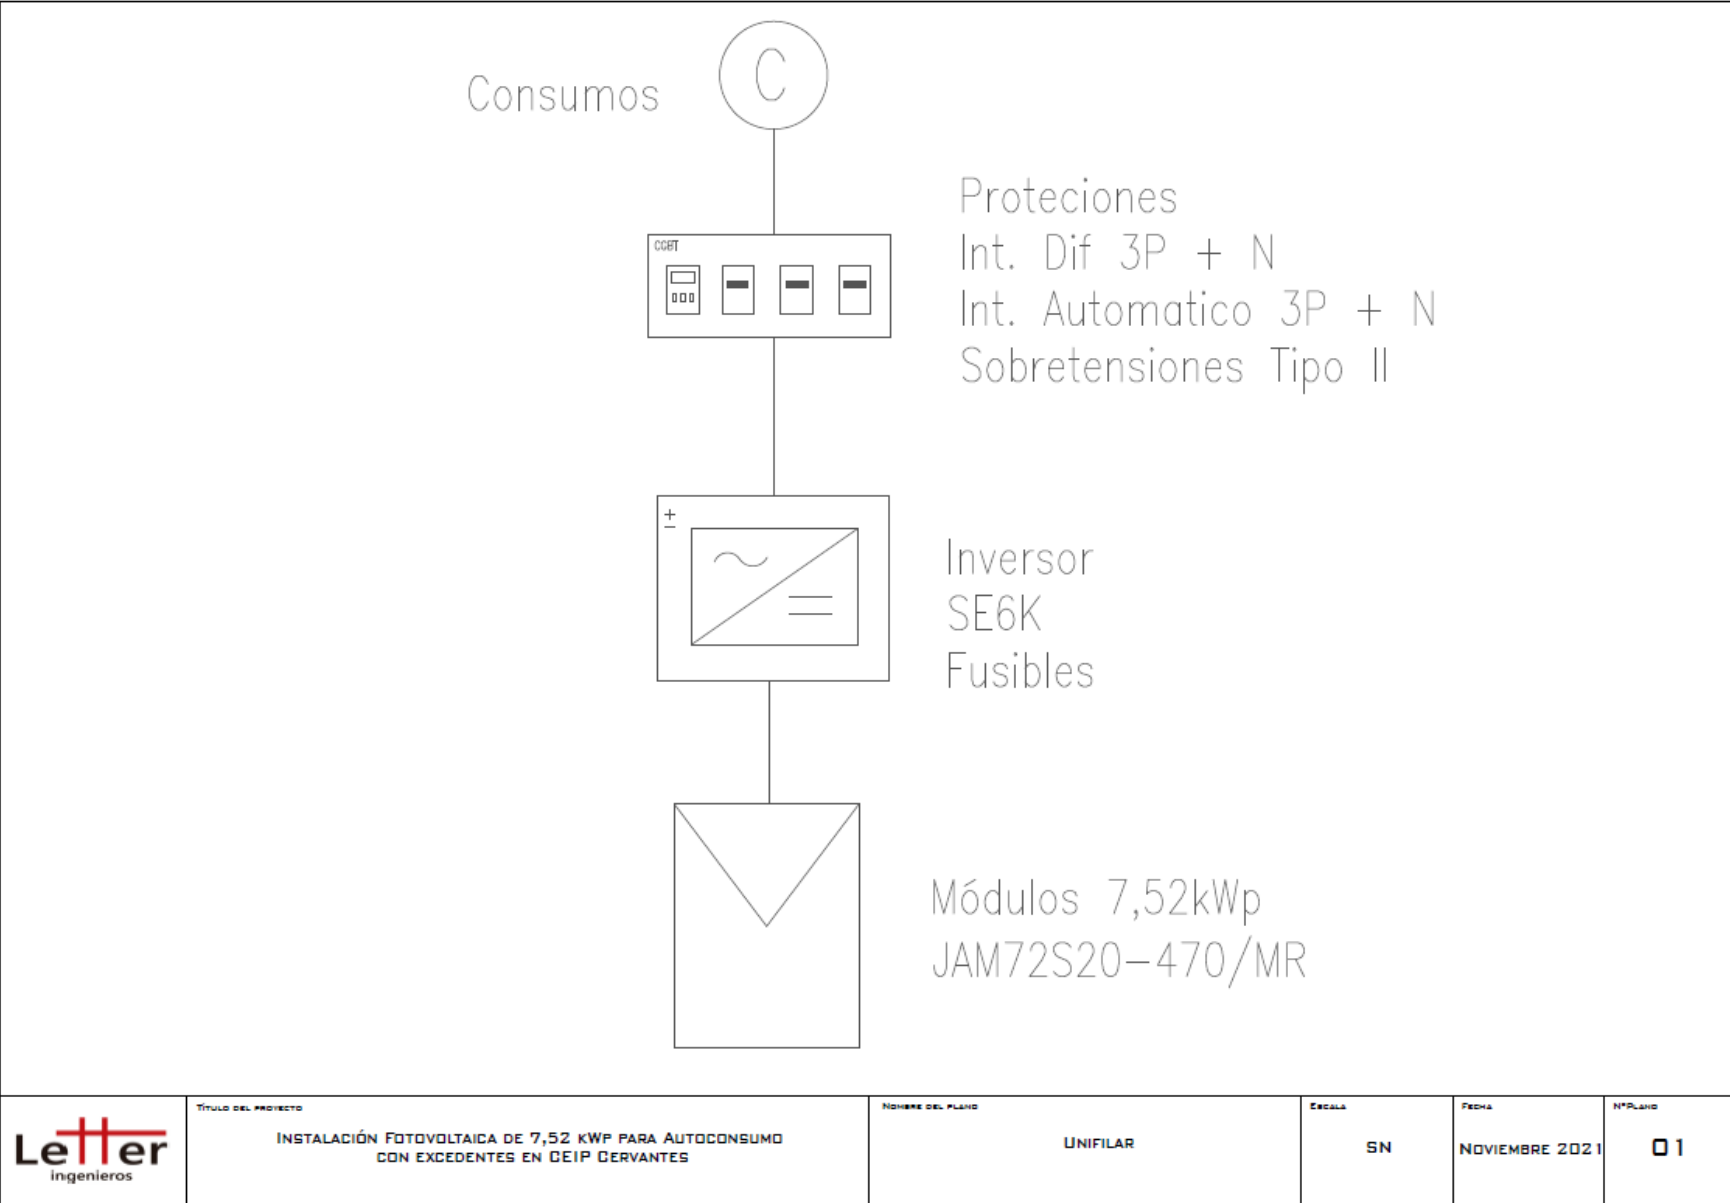 Consumos
C
Proteciones
Int. Dif 3P + N
Int. Automatico 3P + N
Sobretensiones Tipo II
CGBT
Inversor
SE6K
Fusibles
Módulos 7,52kWp
JAM72S20-470/MR
Letter
ingenieros
Título del proyecto
Instalación Fotovoltaica de 7,52 kWp para Autoconsumo
con excedentes en CEIP Cervantes
Nombre del plano
Unifilar
Escala
SN
Fecha
Noviembre 2021
NºPlano
01